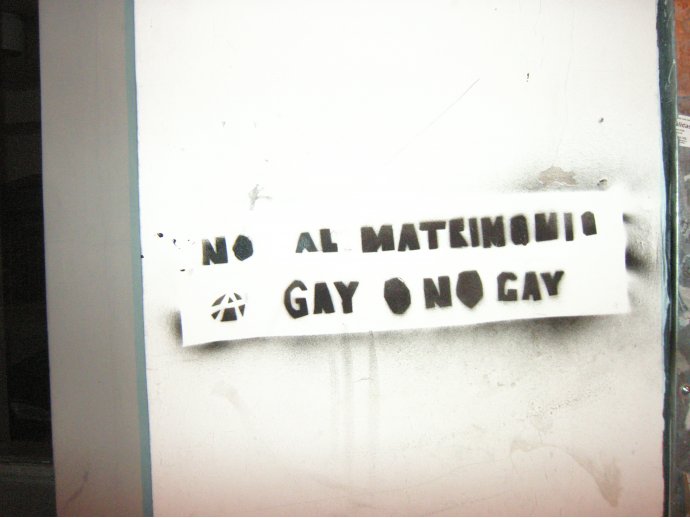 NO AL MATRIMONIO
Ⓐ GAY O NO GAY